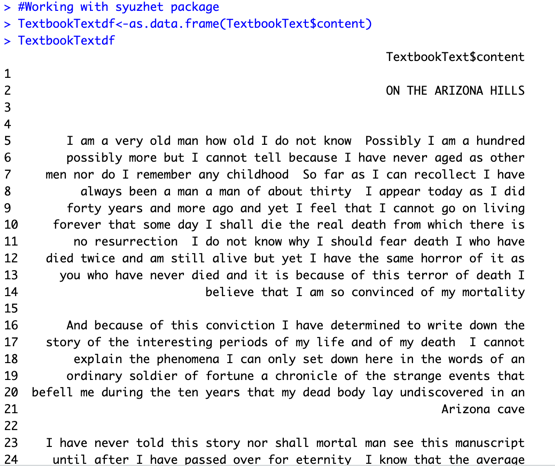 > #Working with syuzhet package
> TextbookTextdf<-as.data.frame(TextbookText$content)
> TextbookTextdf
TextbookText$content
1
2 ON THE ARIZONA HILLS
3
4
5 I am a very old man how old I do not know  Possibly I am a hundred
6 possibly more but I cannot tell because I have never aged as other
7 men nor do I remember any childhood  So far as I can recollect I have
8 always been a man a man of about thirty  I appear today as I did
9 forty years and more ago and yet I feel that I cannot go on living
10 forever that some day I shall die the real death from which there is
11 no resurrection  I do not know why I should fear death I who have
12 died twice and am still alive but yet I have the same horror of it as
13 you who have never died and it is because of this terror of death I
14 believe that I am so convinced of my mortality
15
16 And because of this conviction I have determined to write down the
17 story of the interesting periods of my life and of my death  I cannot
18 explain the phenomena I can only set down here in the words of an
19 ordinary soldier of fortune a chronicle of the strange events that
20 befell me during the ten years that my dead body lay undiscovered in an
21 Arizona cave
22
23 I have never told this story nor shall mortal man see this manuscript
24 until after I have passed over for eternity  I know that the average